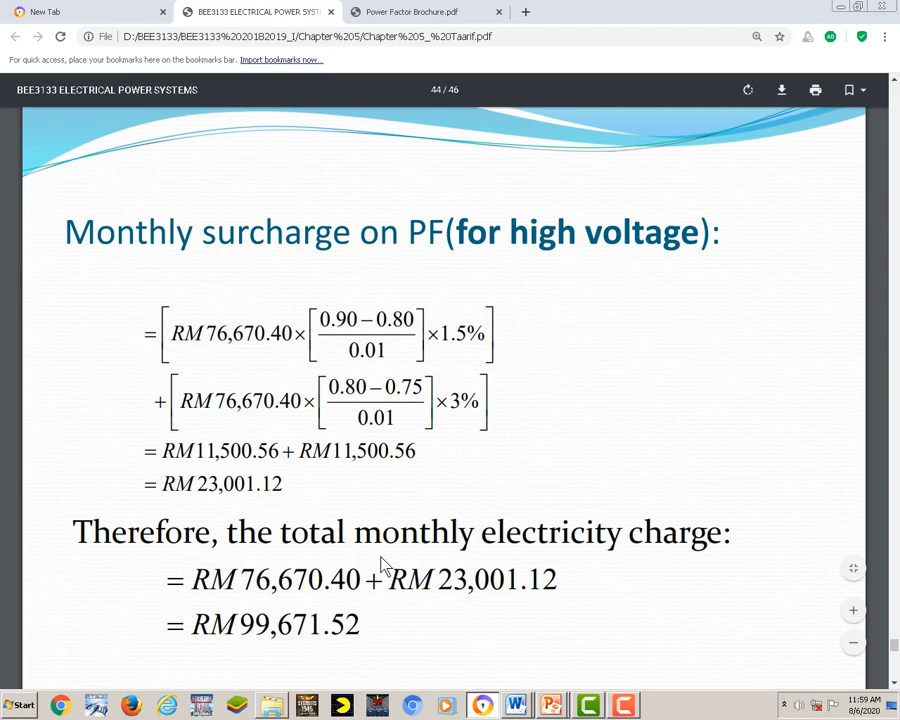 New Tab
BEE3133 ELECTRICAL POWER SYST
Power Factor Brochure.pdf
File
D:/BEE3133/BEE3133%2020182019_I/Chapter%205/Chapter%205_%20Taarif.pdf
For quick access, place your bookmarks here on the bookmarks bar. Import bookmarks now...
BEE3133 ELECTRICAL POWER SYSTEMS
44 / 46
Monthly surcharge on PF(for high voltage):
= [ RM 76,670.40 × [ (0.90 − 0.80) / 0.01 ] × 1.5% ]
+ [ RM 76,670.40 × [ (0.80 − 0.75) / 0.01 ] × 3% ]
= RM 11,500.56 + RM 11,500.56
= RM 23,001.12
Therefore, the total monthly electricity charge:
= RM 76,670.40 + RM 23,001.12
= RM 99,671.52
Start
11:59 AM
8/6/2020